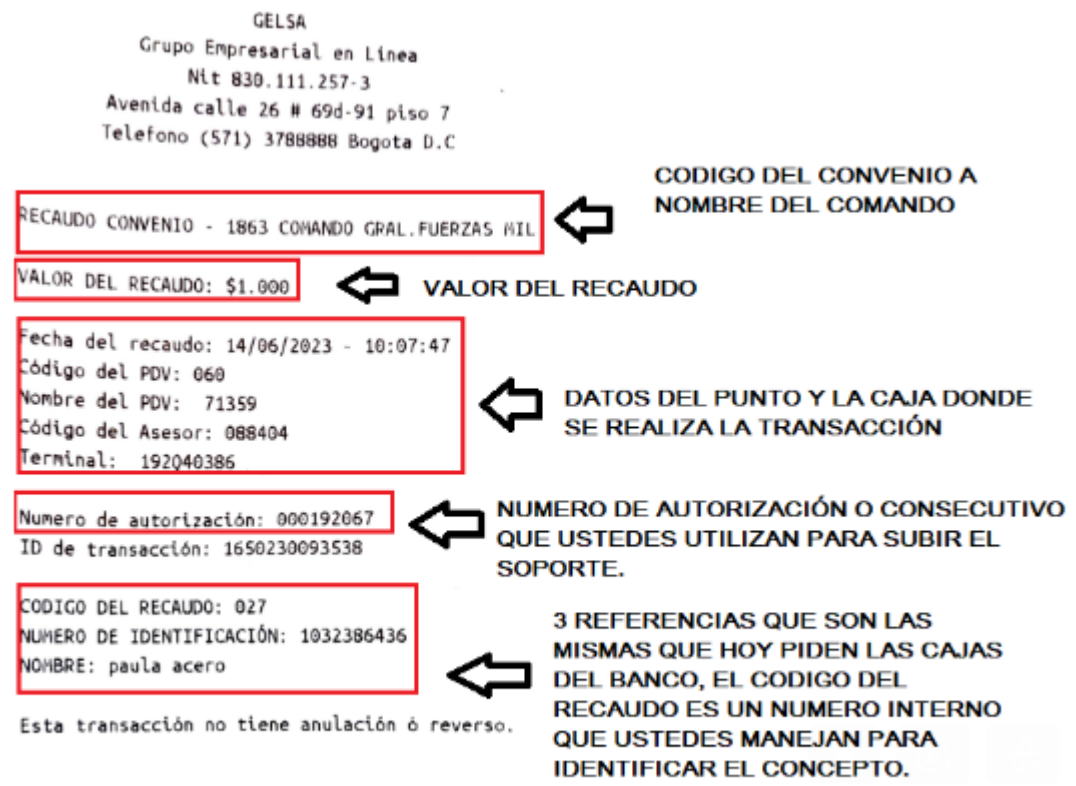 GELSA
Grupo Empresarial en Línea
Nit 830.111.257-3
Avenida calle 26 # 69d-91 piso 7
Telefono (571) 3788888 Bogota D.C
CODIGO DEL CONVENIO A
NOMBRE DEL COMANDO
RECAUDO CONVENIO - 1863 COMANDO GRAL.FUERZAS MIL
VALOR DEL RECAUDO: $1.000
VALOR DEL RECAUDO
Fecha del recaudo: 14/06/2023 - 10:07:47
Código del PDV: 060
Nombre del PDV: 71359
Código del Asesor: 088404
Terminal: 192040386
DATOS DEL PUNTO Y LA CAJA DONDE
SE REALIZA LA TRANSACCIÓN
Numero de autorización: 000192067
ID de transacción: 1650230093538
NUMERO DE AUTORIZACIÓN O CONSECUTIVO
QUE USTEDES UTILIZAN PARA SUBIR EL
SOPORTE.
CODIGO DEL RECAUDO: 027
NUMERO DE IDENTIFICACIÓN: 1032386436
NOMBRE: paula acero
3 REFERENCIAS QUE SON LAS
MISMAS QUE HOY PIDEN LAS CAJAS
DEL BANCO, EL CODIGO DEL
RECAUDO ES UN NUMERO INTERNO
QUE USTEDES MANEJAN PARA
IDENTIFICAR EL CONCEPTO.
Esta transacción no tiene anulación ó reverso.